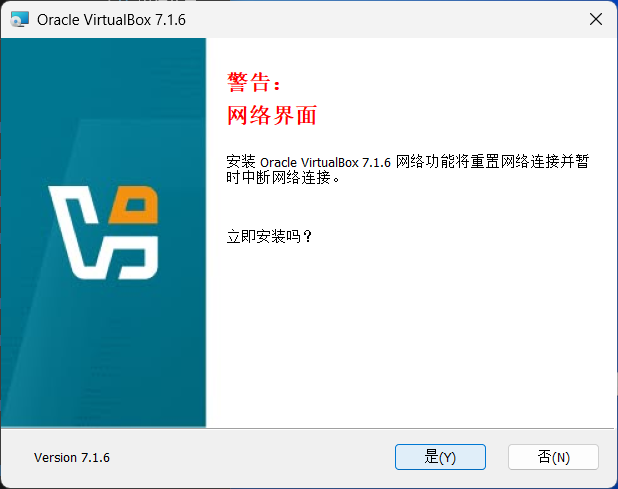 Oracle VirtualBox 7.1.6
警告：
网络界面
安装 Oracle VirtualBox 7.1.6 网络功能将重置网络连接并暂
时中断网络连接。
立即安装吗？
Version 7.1.6
是(Y)
否(N)